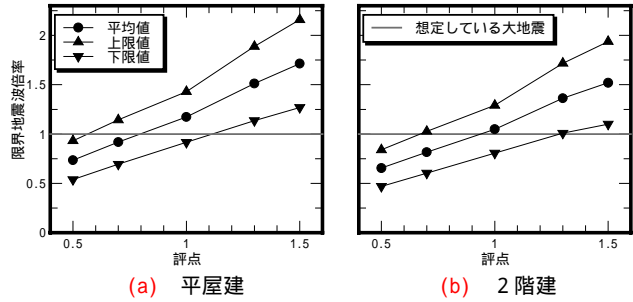 平均値
上限値
下限値
限界地震波倍率
2
1.5
1
0.5
0
0.5
1
1.5
評点
(a) 平屋建
想定している大地震
0.5
1
1.5
評点
(b) 2階建